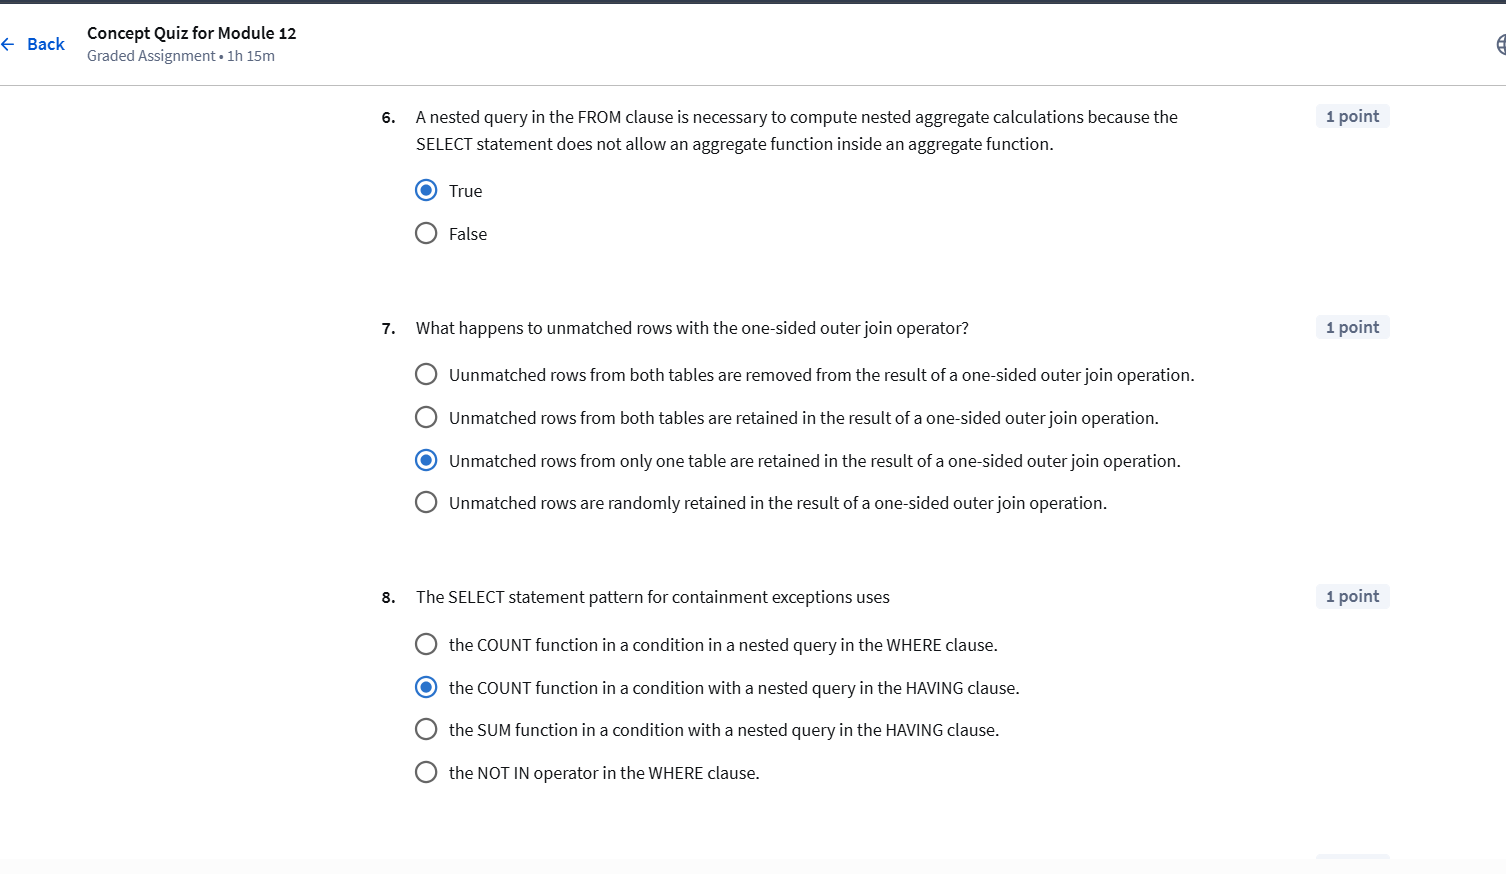 ← Back
Concept Quiz for Module 12
Graded Assignment • 1h 15m
6. A nested query in the FROM clause is necessary to compute nested aggregate calculations because the
SELECT statement does not allow an aggregate function inside an aggregate function.
1 point
True
False
7. What happens to unmatched rows with the one-sided outer join operator?
1 point
Uunmatched rows from both tables are removed from the result of a one-sided outer join operation.
Unmatched rows from both tables are retained in the result of a one-sided outer join operation.
Unmatched rows from only one table are retained in the result of a one-sided outer join operation.
Unmatched rows are randomly retained in the result of a one-sided outer join operation.
8. The SELECT statement pattern for containment exceptions uses
1 point
the COUNT function in a condition in a nested query in the WHERE clause.
the COUNT function in a condition with a nested query in the HAVING clause.
the SUM function in a condition with a nested query in the HAVING clause.
the NOT IN operator in the WHERE clause.